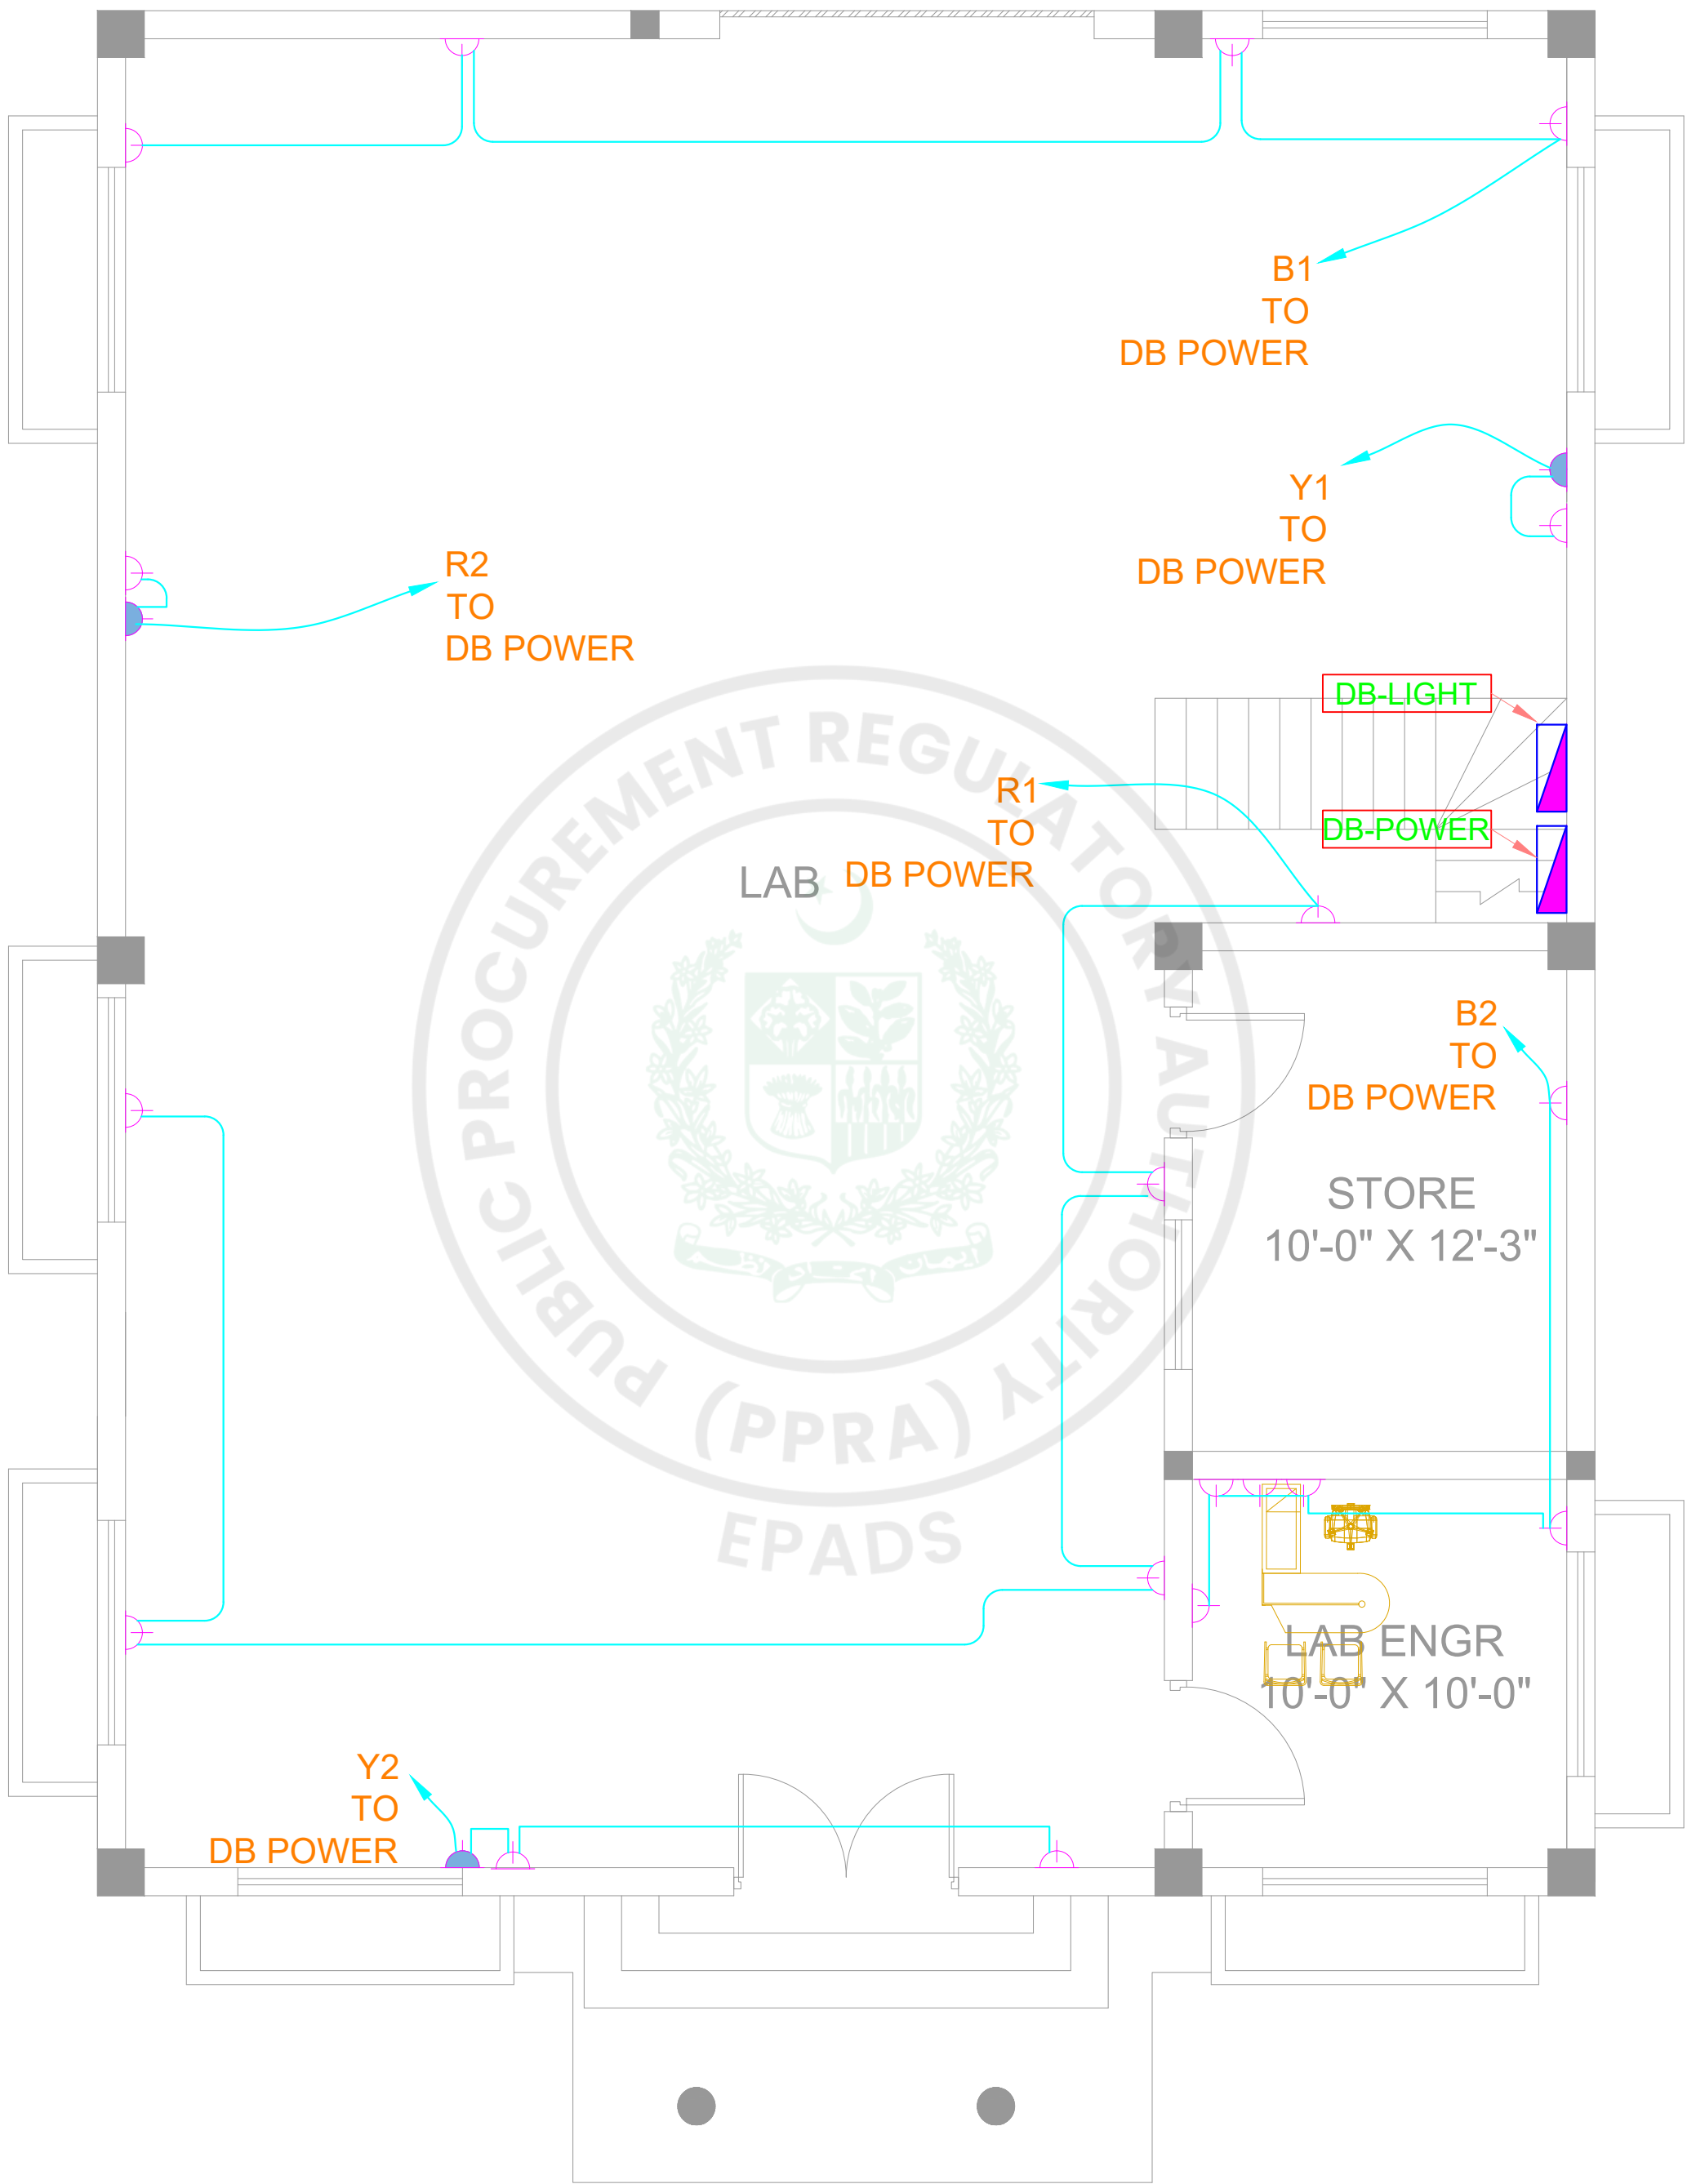 B1
TO
DB POWER
Y1
TO
DB POWER
R2
TO
DB POWER
DB-LIGHT
R1
TO
DB POWER
DB-POWER
LAB
B2
TO
DB POWER
STORE
10'-0" X 12'-3"
LAB ENGR
10'-0" X 10'-0"
Y2
TO
DB POWER
PUBLIC PROCUREMENT REGULATORY AUTHORITY (PPRA)
EPADS